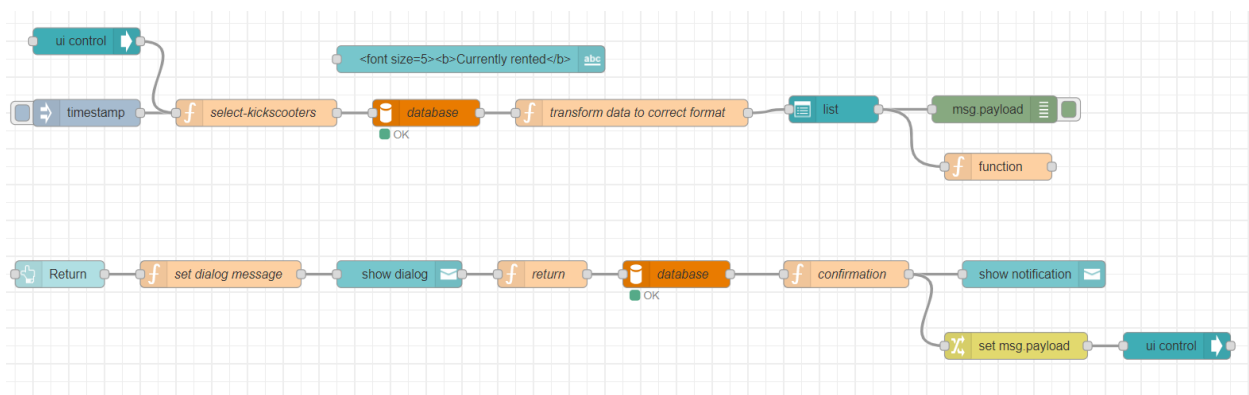 ui control
<font size=5><b>Currently rented</b>
abc
timestamp
f
select-kickscooters
database
f
transform data to correct format
list
msg.payload
OK
f
function
Return
f
set dialog message
show dialog
f
return
database
f
confirmation
show notification
OK
set msg.payload
ui control